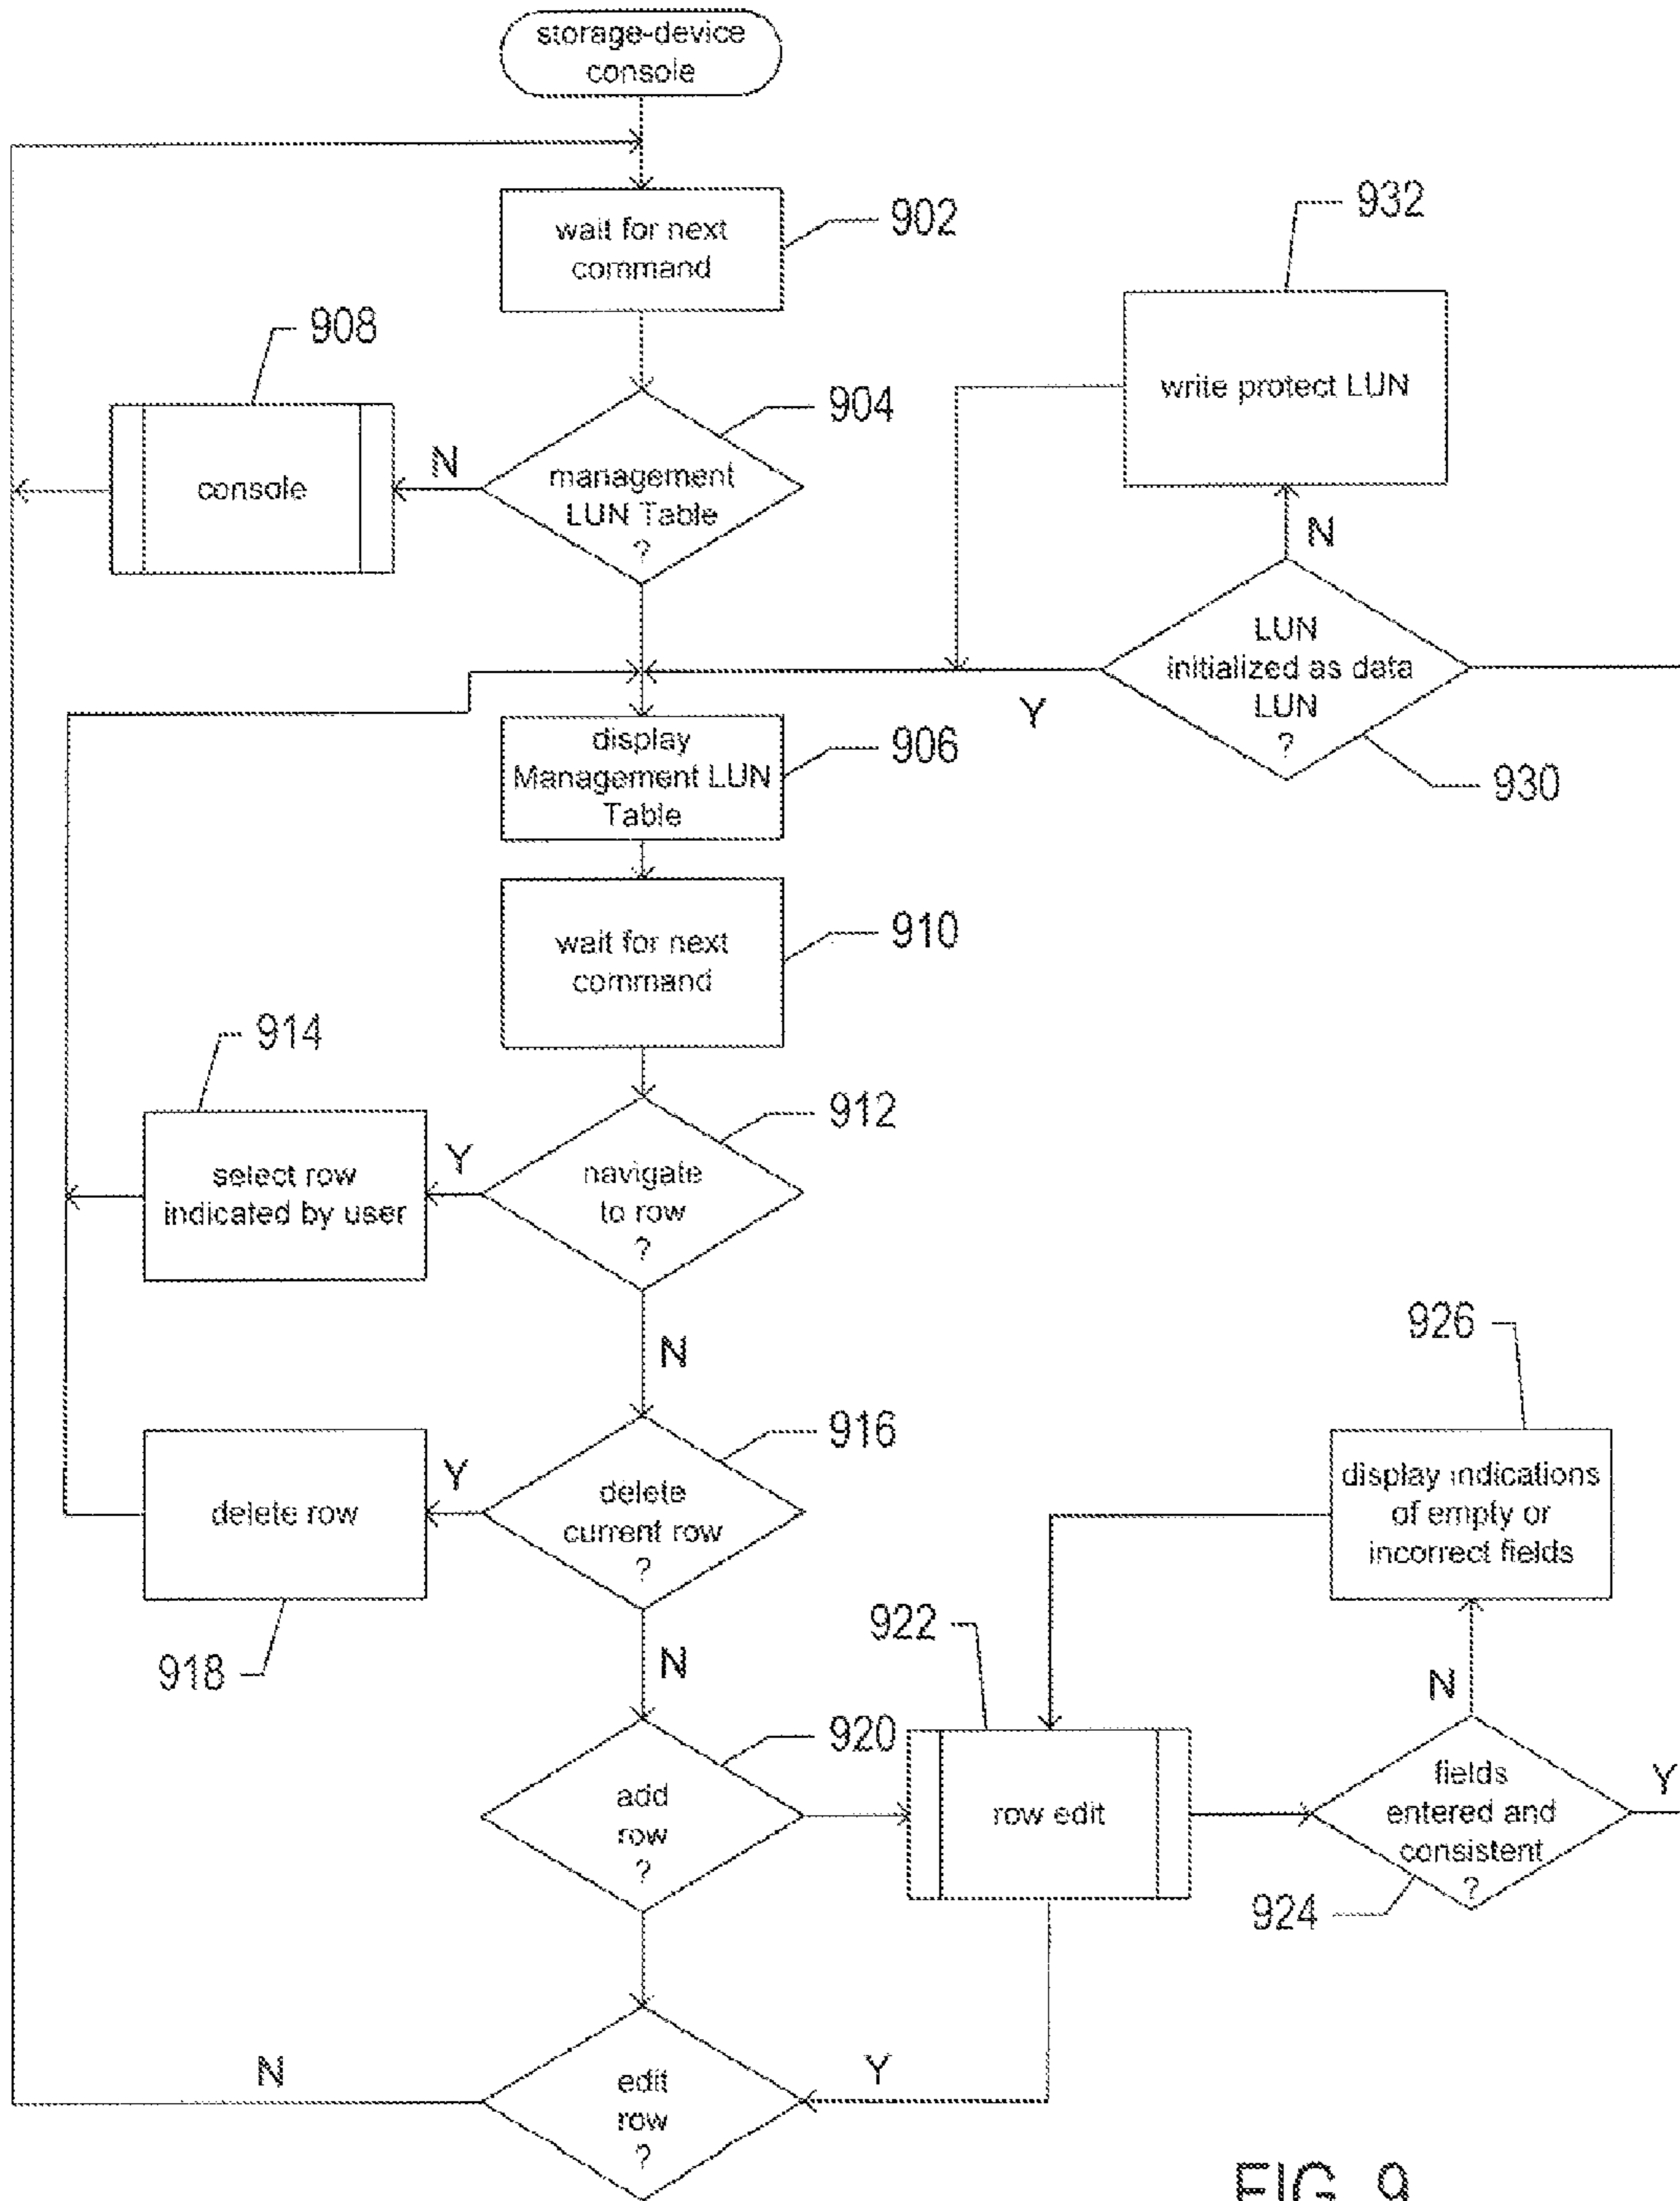 storage-device
console
wait for next
command
902
932
write protect LUN
908
console
N
904
management
LUN Table
?
N
LUN
initialized as data
LUN
?
Y
930
display
Management LUN
Table
906
wait for next
command
910
914
select row
indicated by user
Y
912
navigate
to row
?
N
926
display indications
of empty or
incorrect fields
delete row
918
Y
916
delete
current row
?
N
922
row edit
920
add
row
?
N
fields
entered and
consistent
?
924
Y
N
edit
row
?
Y
FIG. 9